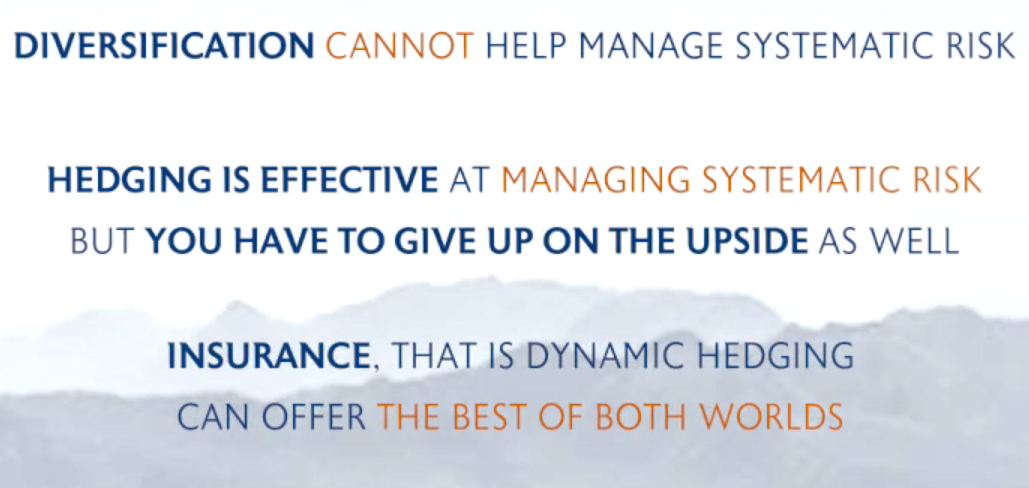 DIVERSIFICATION CANNOT HELP MANAGE SYSTEMATIC RISK
HEDGING IS EFFECTIVE AT MANAGING SYSTEMATIC RISK
BUT YOU HAVE TO GIVE UP ON THE UPSIDE AS WELL
INSURANCE, THAT IS DYNAMIC HEDGING
CAN OFFER THE BEST OF BOTH WORLDS